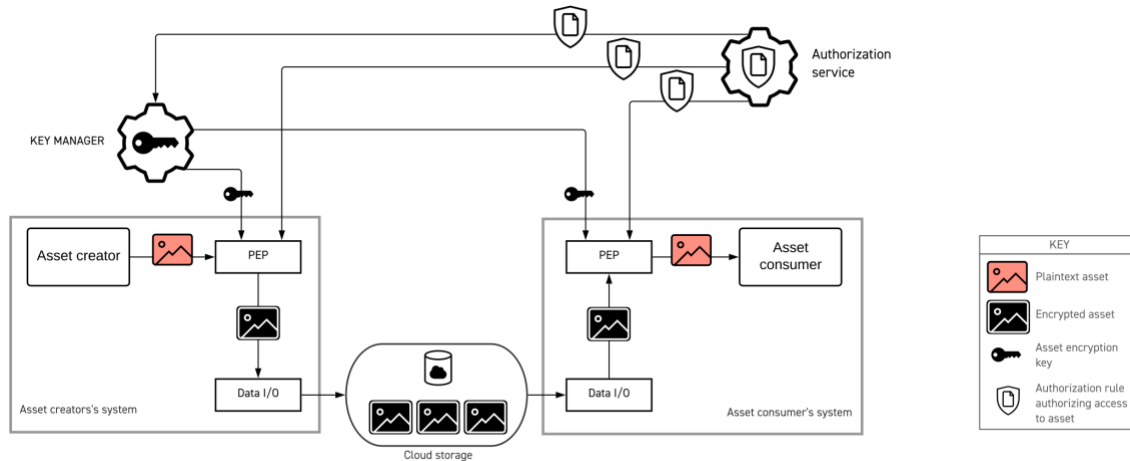 Authorization
service
KEY MANAGER
Asset creator
PEP
Data I/O
Asset creators's system
Cloud storage
PEP
Asset
consumer
Data I/O
Asset consumer's system
KEY
Plaintext asset
Encrypted asset
Asset encryption
key
Authorization rule
authorizing access
to asset